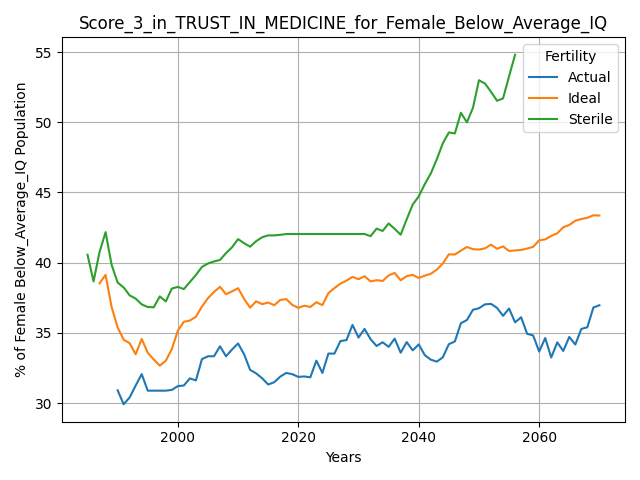 Score_3_in_TRUST_IN_MEDICINE_for_Female_Below_Average_IQ
% of Female Below_Average_IQ Population
55
50
45
40
35
30
Fertility
Actual
Ideal
Sterile
2000
2020
2040
2060
Years